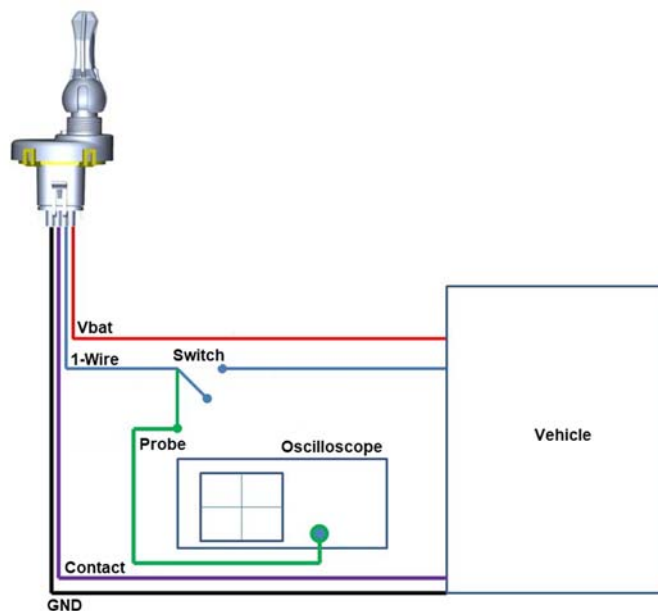 Vbat
1-Wire
Switch
Probe
Oscilloscope
Vehicle
Contact
GND